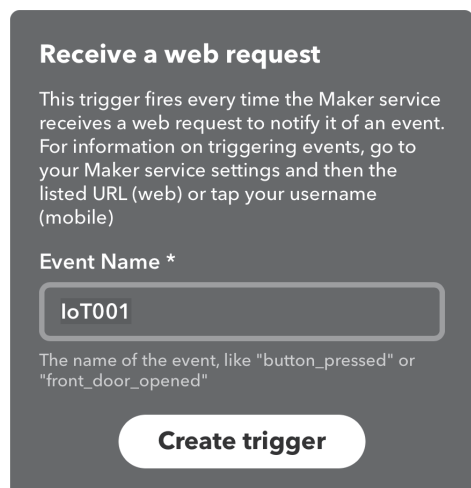 Receive a web request
This trigger fires every time the Maker service
receives a web request to notify it of an event.
For information on triggering events, go to
your Maker service settings and then the
listed URL (web) or tap your username
(mobile)
Event Name *
IoT001
The name of the event, like "button_pressed" or
"front_door_opened"
Create trigger